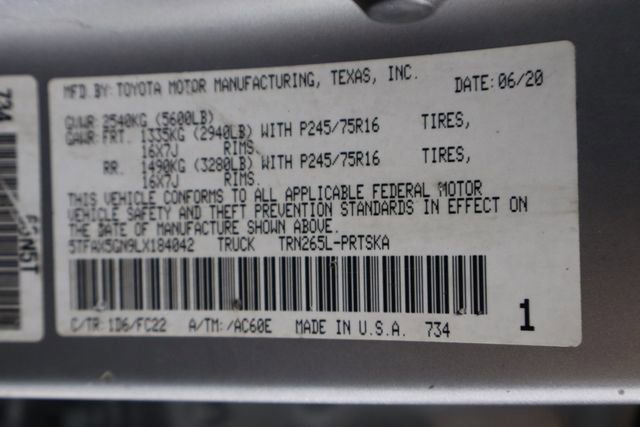 MFD. BY: TOYOTA MOTOR MANUFACTURING, TEXAS, INC. DATE: 06/20
GVWR: 2540KG (5600LB)
GAWR: FRT. 1335KG (2940LB) WITH P245/75R16 TIRES,
16X7J RIMS.
RR. 1490KG (3280LB) WITH P245/75R16 TIRES,
16X7J RIMS.
THIS VEHICLE CONFORMS TO ALL APPLICABLE FEDERAL MOTOR
VEHICLE SAFETY AND THEFT PREVENTION STANDARDS IN EFFECT ON
THE DATE OF MANUFACTURE SHOWN ABOVE.
5TFAX5GN9LX184042 TRUCK TRN265L-PRTSKA
C/TR: 1D6/FC22 A/TM: /AC60E MADE IN U.S.A. 734 1
734